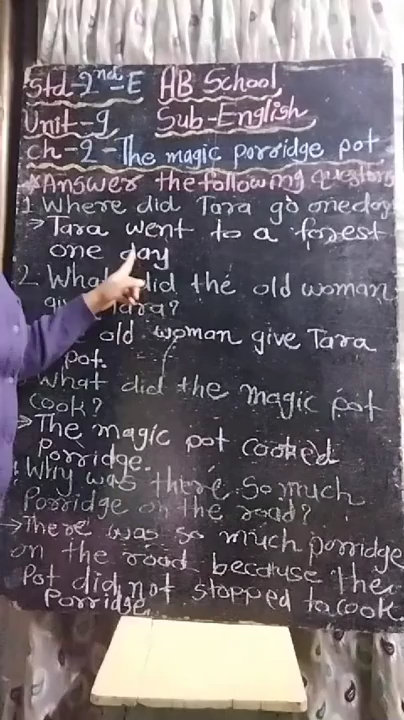 Std-2nd-E AB School
Unit-9 Sub-English
Ch-2-The magic porridge pot
*Answer the following questions
1 Where did Tara go one day
→ Tara went to a forest
one day
2. What did the old woman
give Tara?
old woman give Tara
pot.
What did the magic pot
cook?
→ The magic pot cooked
Porridge.
Why was there so much
Porridge on the road?
→ There was so much porridge
on the road because the
Pot did not stopped to cook
Porridge.